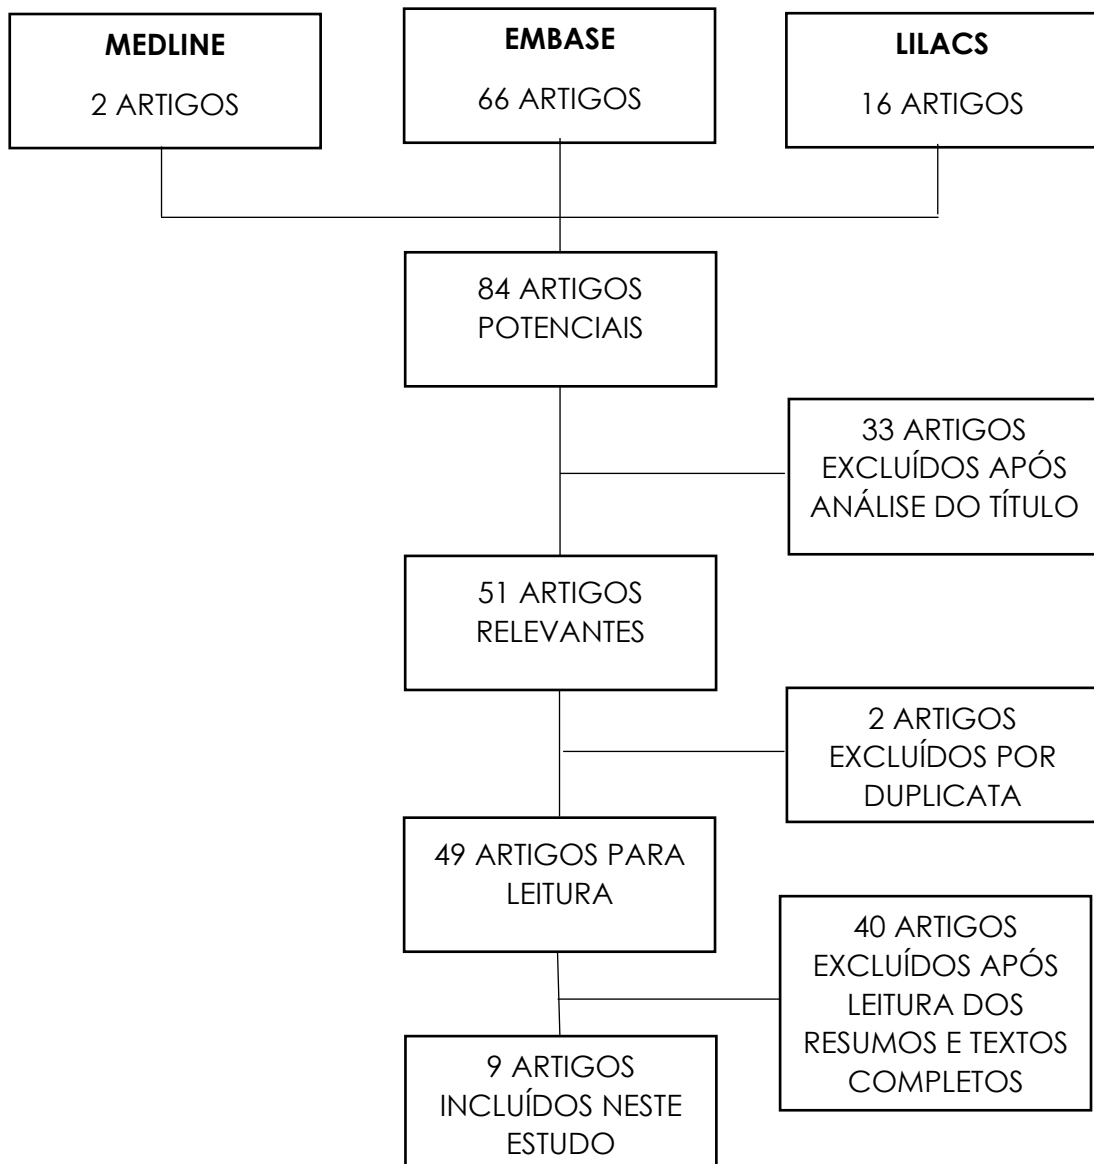 MEDLINE
2 ARTIGOS
EMBASE
66 ARTIGOS
LILACS
16 ARTIGOS
84 ARTIGOS
POTENCIAIS
33 ARTIGOS
EXCLUÍDOS APÓS
ANÁLISE DO TÍTULO
51 ARTIGOS
RELEVANTES
2 ARTIGOS
EXCLUÍDOS POR
DUPLICATA
49 ARTIGOS PARA
LEITURA
40 ARTIGOS
EXCLUÍDOS APÓS
LEITURA DOS
RESUMOS E TEXTOS
COMPLETOS
9 ARTIGOS
INCLUÍDOS NESTE
ESTUDO